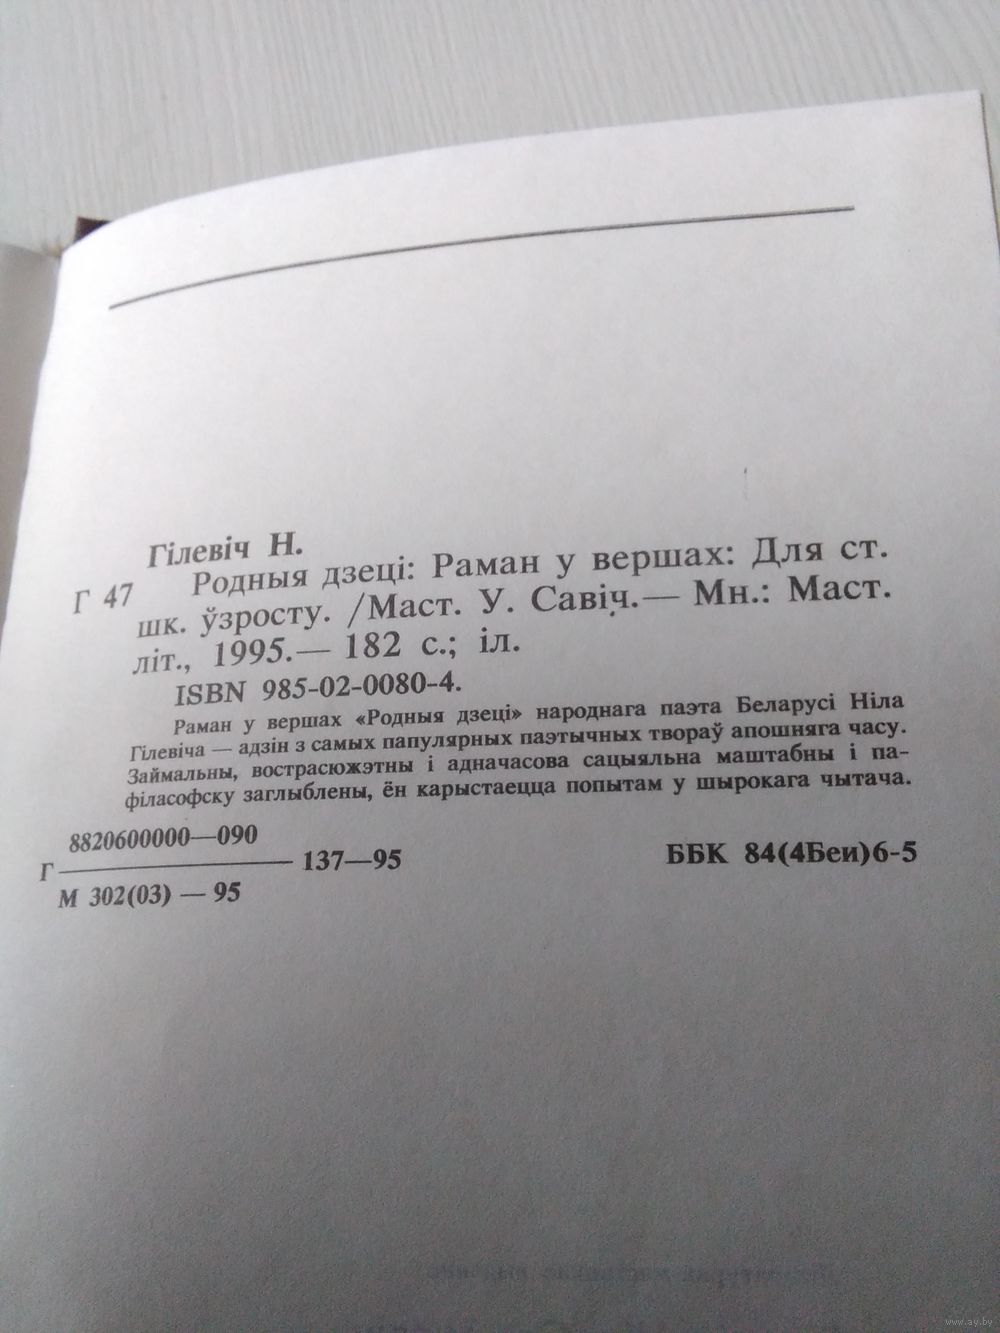 Гілевіч Н.
Г 47 Родныя дзеці: Раман у вершах: Для ст.
шк. ўзросту. /Маст. У. Савіч.— Мн.: Маст.
літ., 1995.— 182 с.; іл.
ISBN 985-02-0080-4.
Раман у вершах «Родныя дзеці» народнага паэта Беларусі Ніла
Гілевіча — адзін з самых папулярных паэтычных твораў апошняга часу.
Займальны, вострасюжэтны і адначасова сацыяльна маштабны і па-
філасофску заглыблены, ён карыстаецца попытам у шырокага чытача.
8820600000—090
Г 137—95 ББК 84(4Беи)6-5
М 302(03) — 95
www.ay.by